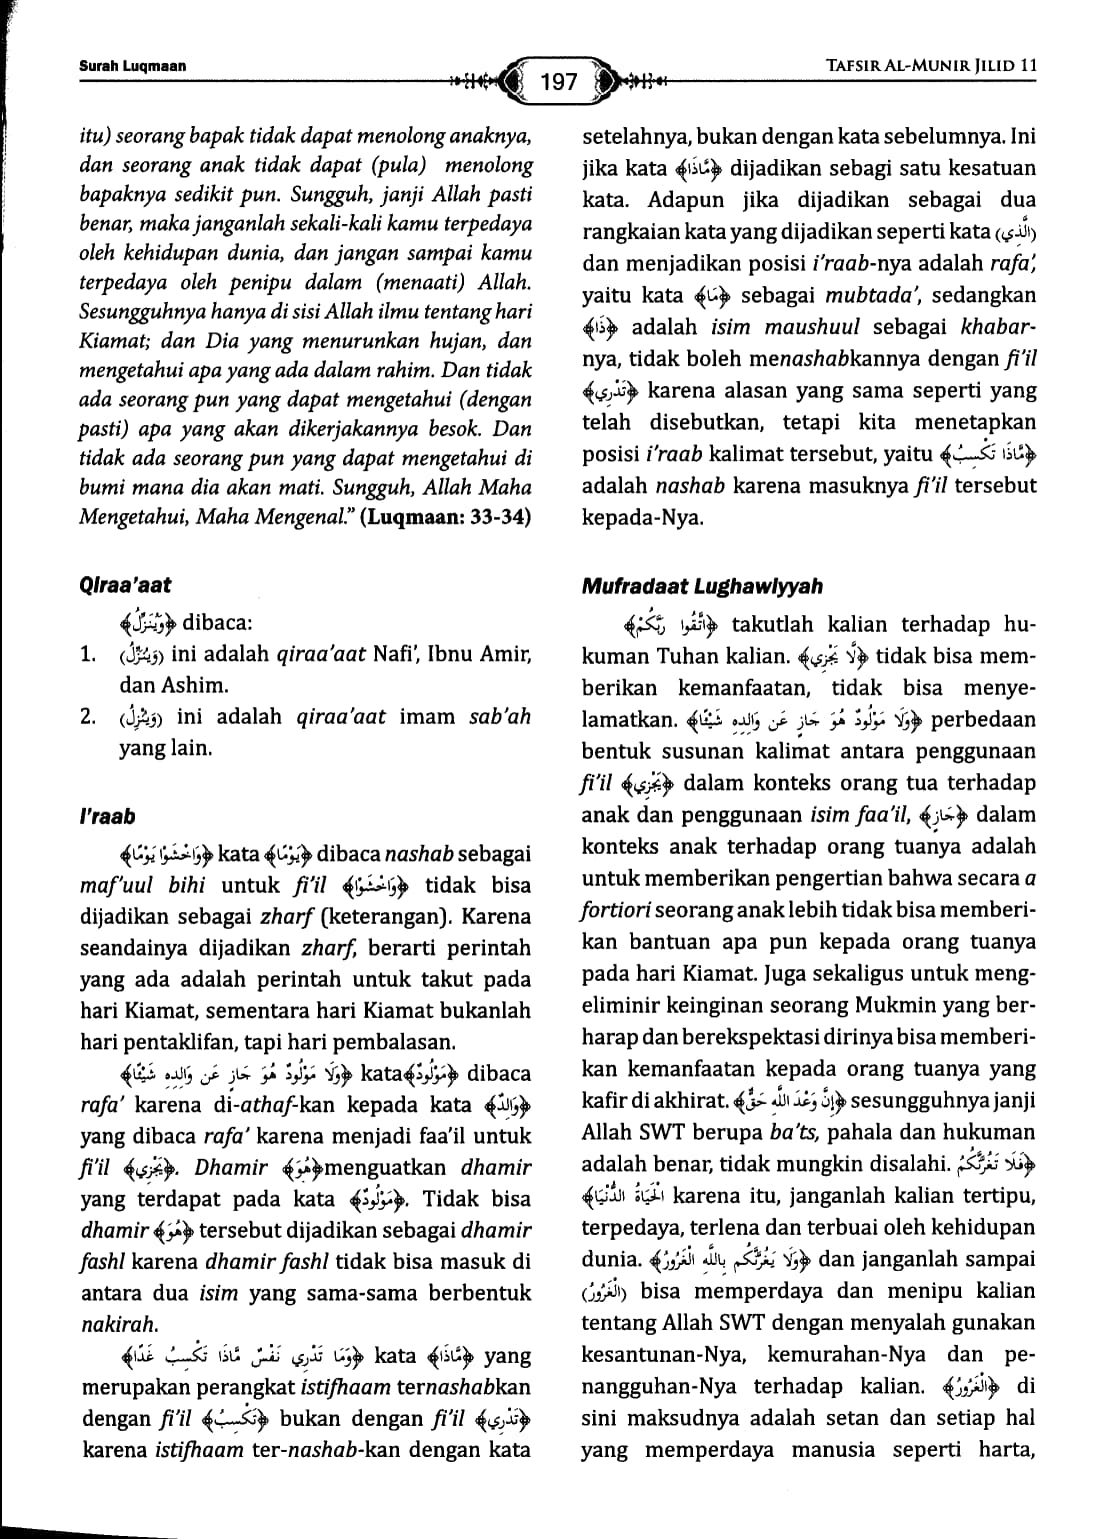 Surah Luqmaan
197
TAFSIR AL-MUNIR JILID 11
itu) seorang bapak tidak dapat menolong anaknya,
dan seorang anak tidak dapat (pula) menolong
bapaknya sedikit pun. Sungguh, janji Allah pasti
benar, maka janganlah sekali-kali kamu terpedaya
oleh kehidupan dunia, dan jangan sampai kamu
terpedaya oleh penipu dalam (menaati) Allah.
Sesungguhnya hanya di sisi Allah ilmu tentang hari
Kiamat; dan Dia yang menurunkan hujan, dan
mengetahui apa yang ada dalam rahim. Dan tidak
ada seorang pun yang dapat mengetahui (dengan
pasti) apa yang akan dikerjakannya besok. Dan
tidak ada seorang pun yang dapat mengetahui di
bumi mana dia akan mati. Sungguh, Allah Maha
Mengetahui, Maha Mengenal." (Luqmaan: 33-34)
Qiraa'aat
﴿وَيُنَزِّلُ﴾ dibaca:
1. (وَيُنَزِّلُ) ini adalah qiraa'aat Nafi', Ibnu Amir,
dan Ashim.
2. (وَيُنْزِلُ) ini adalah qiraa'aat imam sab'ah
yang lain.
I'raab
﴿وَاخْشَوْا يَوْمًا﴾ kata ﴿يَوْمًا﴾ dibaca nashab sebagai
maf'uul bihi untuk fi'il ﴿وَاخْشَوْا﴾ tidak bisa
dijadikan sebagai zharf (keterangan). Karena
seandainya dijadikan zharf, berarti perintah
yang ada adalah perintah untuk takut pada
hari Kiamat, sementara hari Kiamat bukanlah
hari pentaklifan, tapi hari pembalasan.
﴿وَلَا مَوْلُودٌ هُوَ جَازٍ عَن وَالِدِهِ شَيْئًا﴾ kata﴿مَوْلُودٌ﴾ dibaca
rafa' karena di-athaf-kan kepada kata ﴿وَالِدٌ﴾
yang dibaca rafa' karena menjadi faa'il untuk
fi'il ﴿يَجْزِي﴾. Dhamir ﴿هُوَ﴾menguatkan dhamir
yang terdapat pada kata ﴿مَوْلُودٌ﴾. Tidak bisa
dhamir ﴿هُوَ﴾ tersebut dijadikan sebagai dhamir
fashl karena dhamir fashl tidak bisa masuk di
antara dua isim yang sama-sama berbentuk
nakirah.
﴿وَمَا تَدْرِي نَفْسٌ مَّاذَا تَكْسِبُ غَدًا﴾ kata ﴿مَّاذَا﴾ yang
merupakan perangkat istifhaam ternashabkan
dengan fi'il ﴿تَكْسِبُ﴾ bukan dengan fi'il ﴿تَدْرِي﴾
karena istifhaam ter-nashab-kan dengan kata
setelahnya, bukan dengan kata sebelumnya. Ini
jika kata ﴿مَّاذَا﴾ dijadikan sebagi satu kesatuan
kata. Adapun jika dijadikan sebagai dua
rangkaian kata yang dijadikan seperti kata (الَّذِي)
dan menjadikan posisi i'raab-nya adalah rafa',
yaitu kata ﴿مَا﴾ sebagai mubtada', sedangkan
﴿ذَا﴾ adalah isim maushuul sebagai khabar-
nya, tidak boleh menashabkannya dengan fi'il
﴿تَدْرِي﴾ karena alasan yang sama seperti yang
telah disebutkan, tetapi kita menetapkan
posisi i'raab kalimat tersebut, yaitu ﴿مَّاذَا تَكْسِبُ﴾
adalah nashab karena masuknya fi'il tersebut
kepada-Nya.
Mufradaat Lughawiyyah
﴿اتَّقُوا رَبَّكُمْ﴾ takutlah kalian terhadap hu-
kuman Tuhan kalian. ﴿لَّا يَجْزِي﴾ tidak bisa mem-
berikan kemanfaatan, tidak bisa menye-
lamatkan. ﴿وَلَا مَوْلُودٌ هُوَ جَازٍ عَن وَالِدِهِ شَيْئًا﴾ perbedaan
bentuk susunan kalimat antara penggunaan
fi'il ﴿يَجْزِي﴾ dalam konteks orang tua terhadap
anak dan penggunaan isim faa'il, ﴿جَازٍ﴾ dalam
konteks anak terhadap orang tuanya adalah
untuk memberikan pengertian bahwa secara a
fortiori seorang anak lebih tidak bisa memberi-
kan bantuan apa pun kepada orang tuanya
pada hari Kiamat. Juga sekaligus untuk meng-
eliminir keinginan seorang Mukmin yang ber-
harap dan berekspektasi dirinya bisa memberi-
kan kemanfaatan kepada orang tuanya yang
kafir di akhirat. ﴿إِنَّ وَعْدَ اللَّهِ حَقٌّ﴾ sesungguhnya janji
Allah SWT berupa ba'ts, pahala dan hukuman
adalah benar, tidak mungkin disalahi. ﴿فَلَا تَغُرَّنَّكُمُ
الْحَيَاةُ الدُّنْيَا﴾ karena itu, janganlah kalian tertipu,
terpedaya, terlena dan terbuai oleh kehidupan
dunia. ﴿وَلَا يَغُرَّنَّكُم بِاللَّهِ الْغَرُورُ﴾ dan janganlah sampai
(الْغَرُورُ) bisa memperdaya dan menipu kalian
tentang Allah SWT dengan menyalah gunakan
kesantunan-Nya, kemurahan-Nya dan pe-
nangguhan-Nya terhadap kalian. ﴿الْغَرُورُ﴾ di
sini maksudnya adalah setan dan setiap hal
yang memperdaya manusia seperti harta,